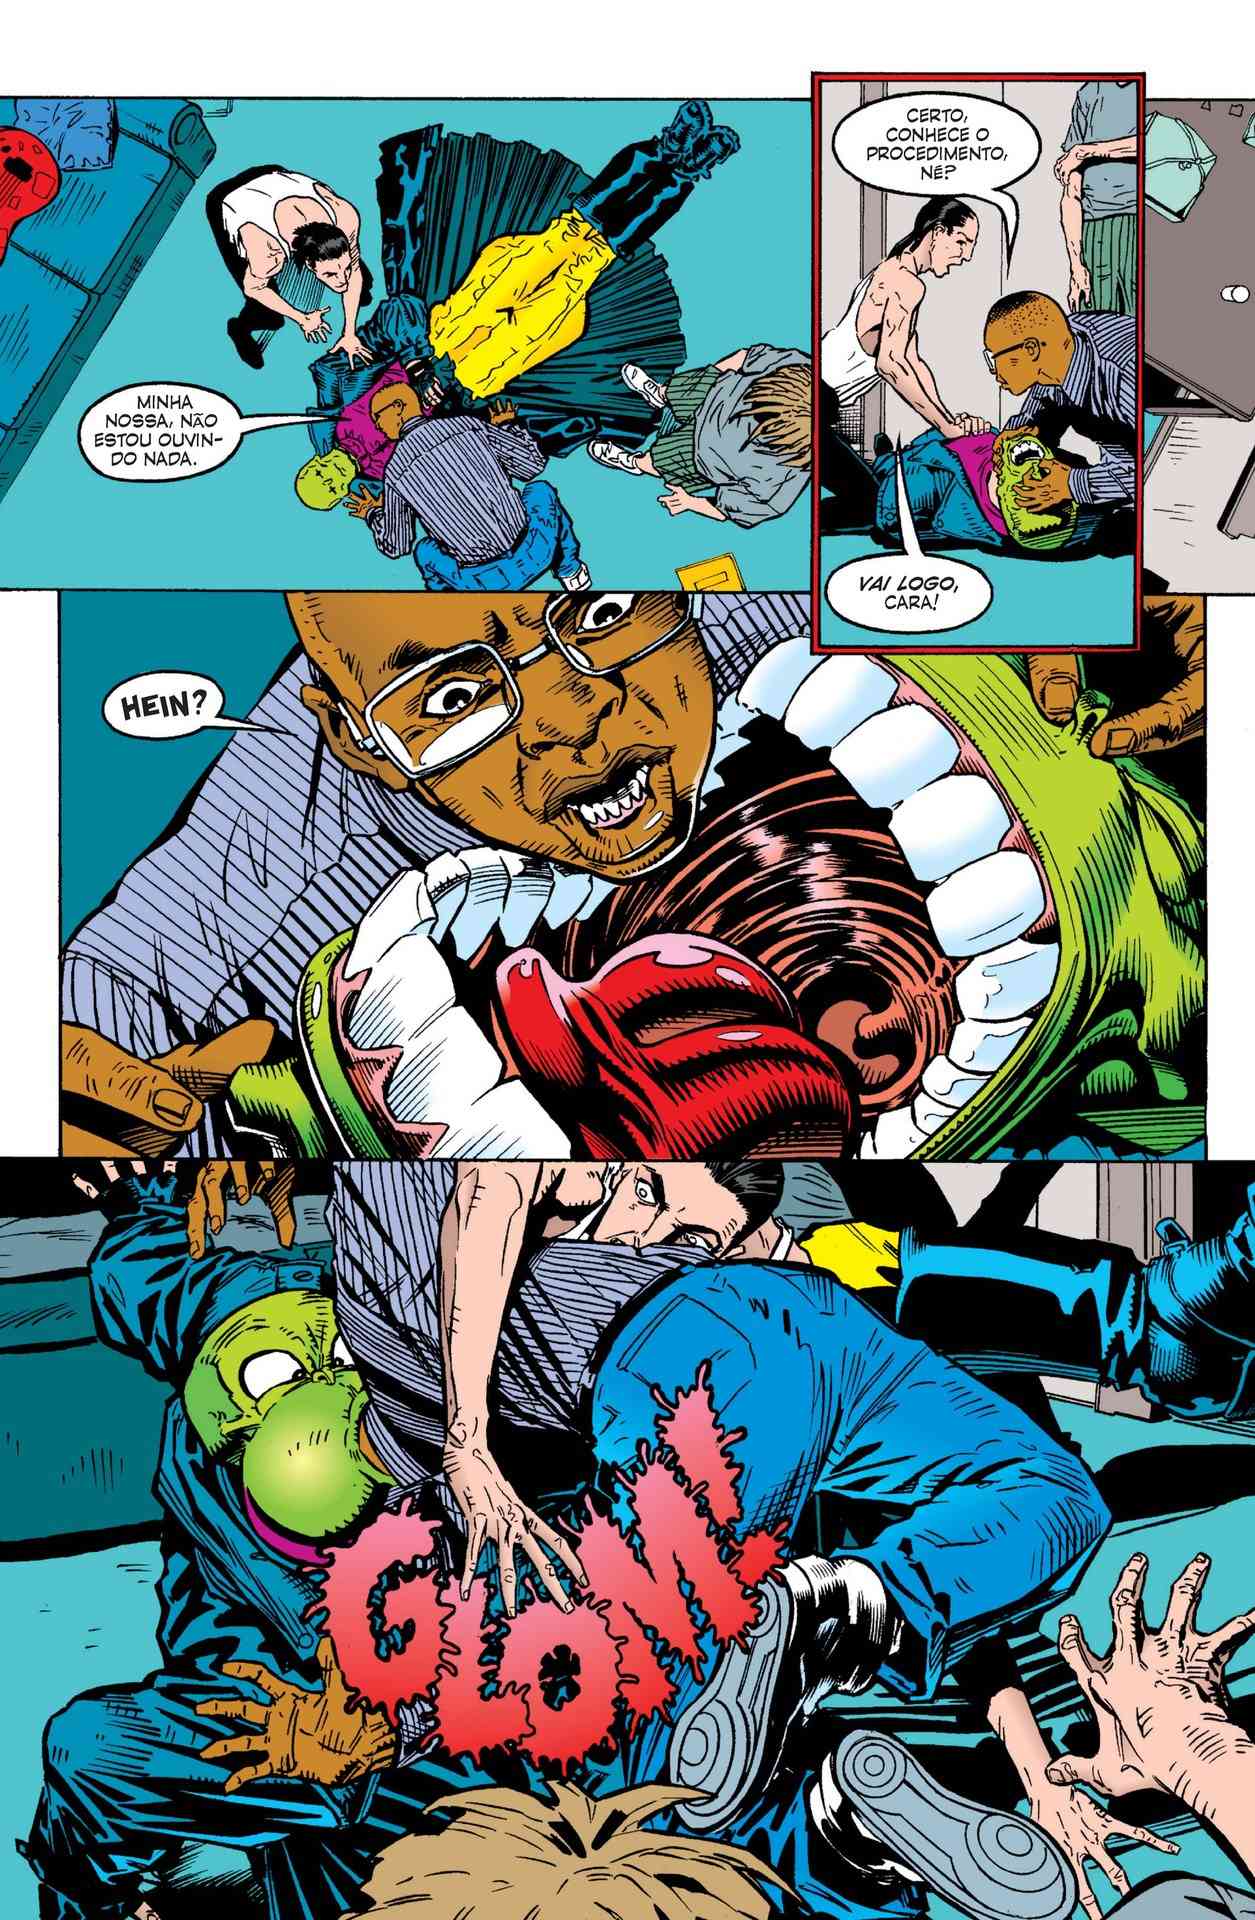 MINHA
NOSSA, NÃO
ESTOU OUVIN-
DO NADA.
CERTO,
CONHECE O
PROCEDIMENTO,
NÉ?
VAI LOGO,
CARA!
HEIN?
GLOM!